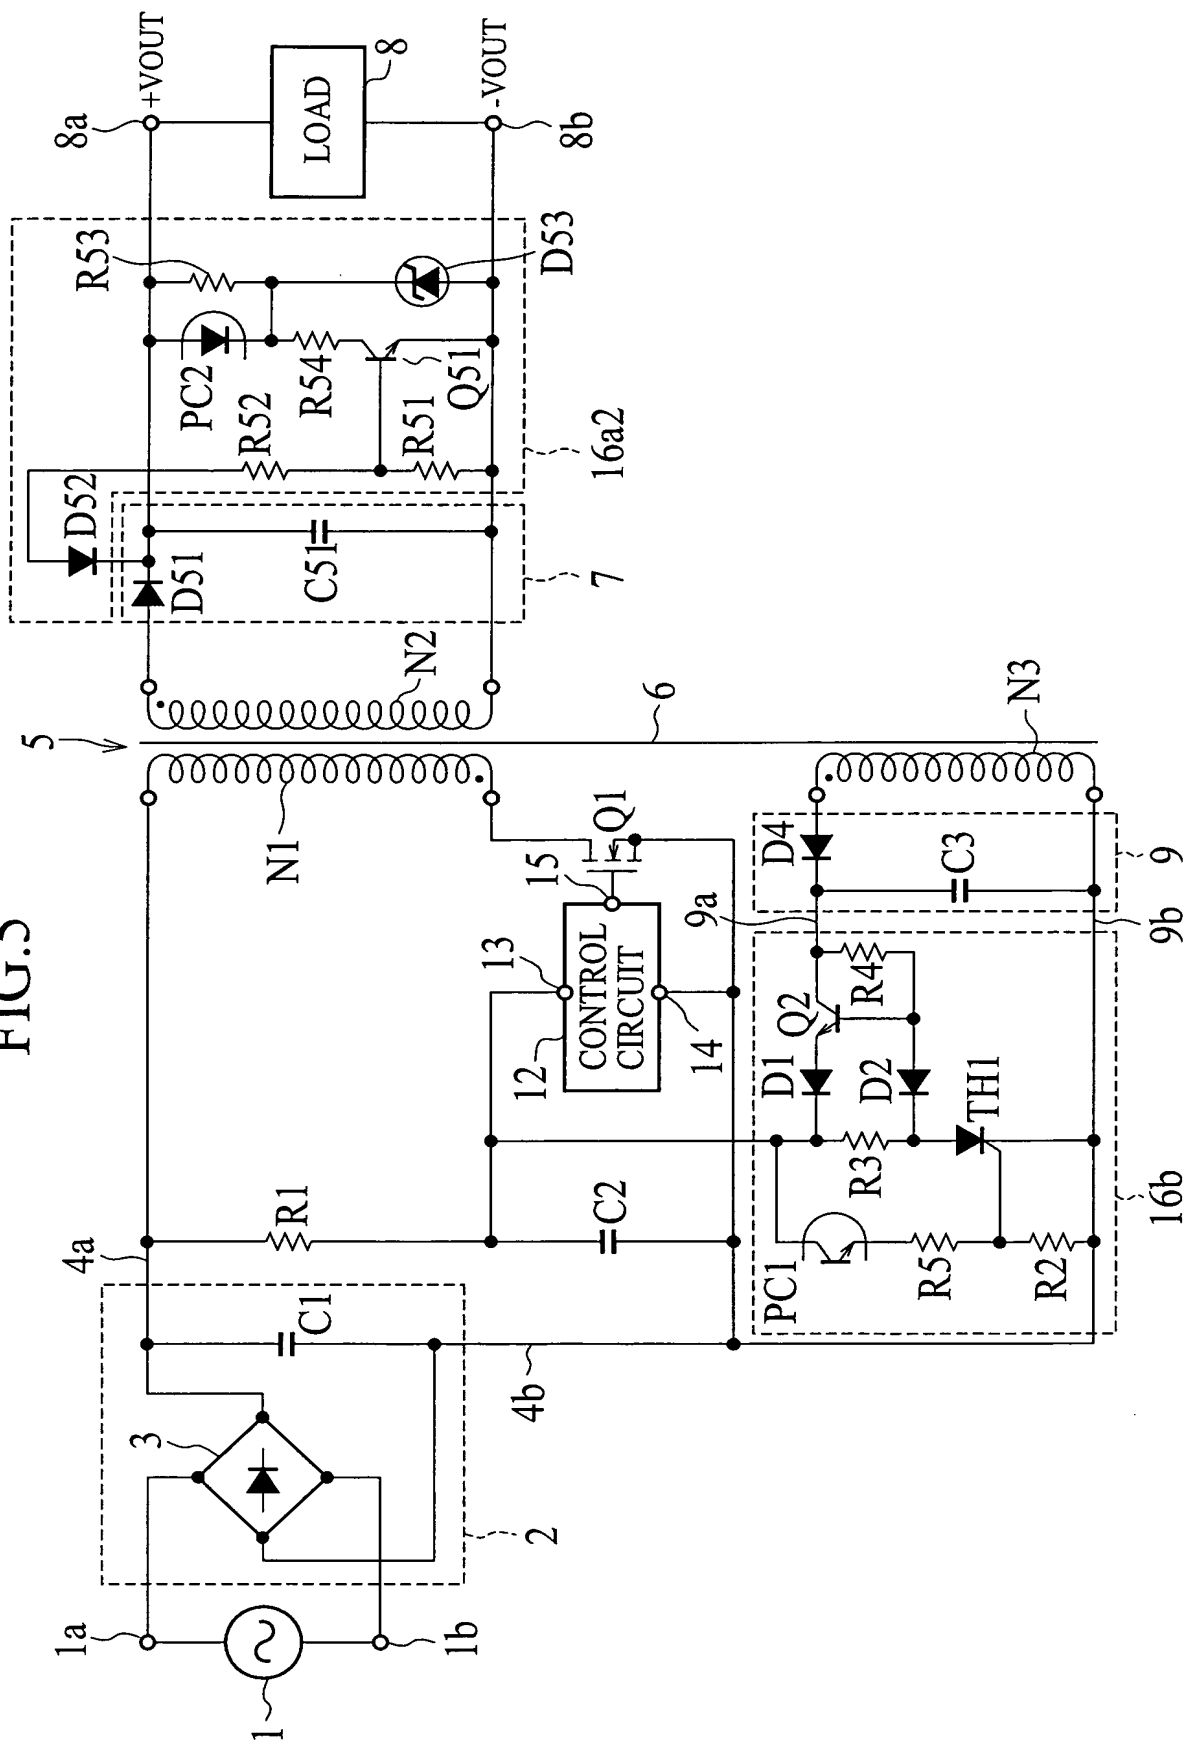 FIG.5
8a
+VOUT
LOAD
8
-VOUT
8b
R53
PC2
D53
R52
R54
Q51
R51
16a2
D52
D51
C51
7
5
N2
N1
6
N3
Q1
15
13
CONTROL
CIRCUIT
12
14
D4
9a
C3
9
9b
Q2
R4
D1
D2
R3
TH1
PC1
R5
R2
16b
4a
R1
C2
C1
4b
3
2
1a
1b
1